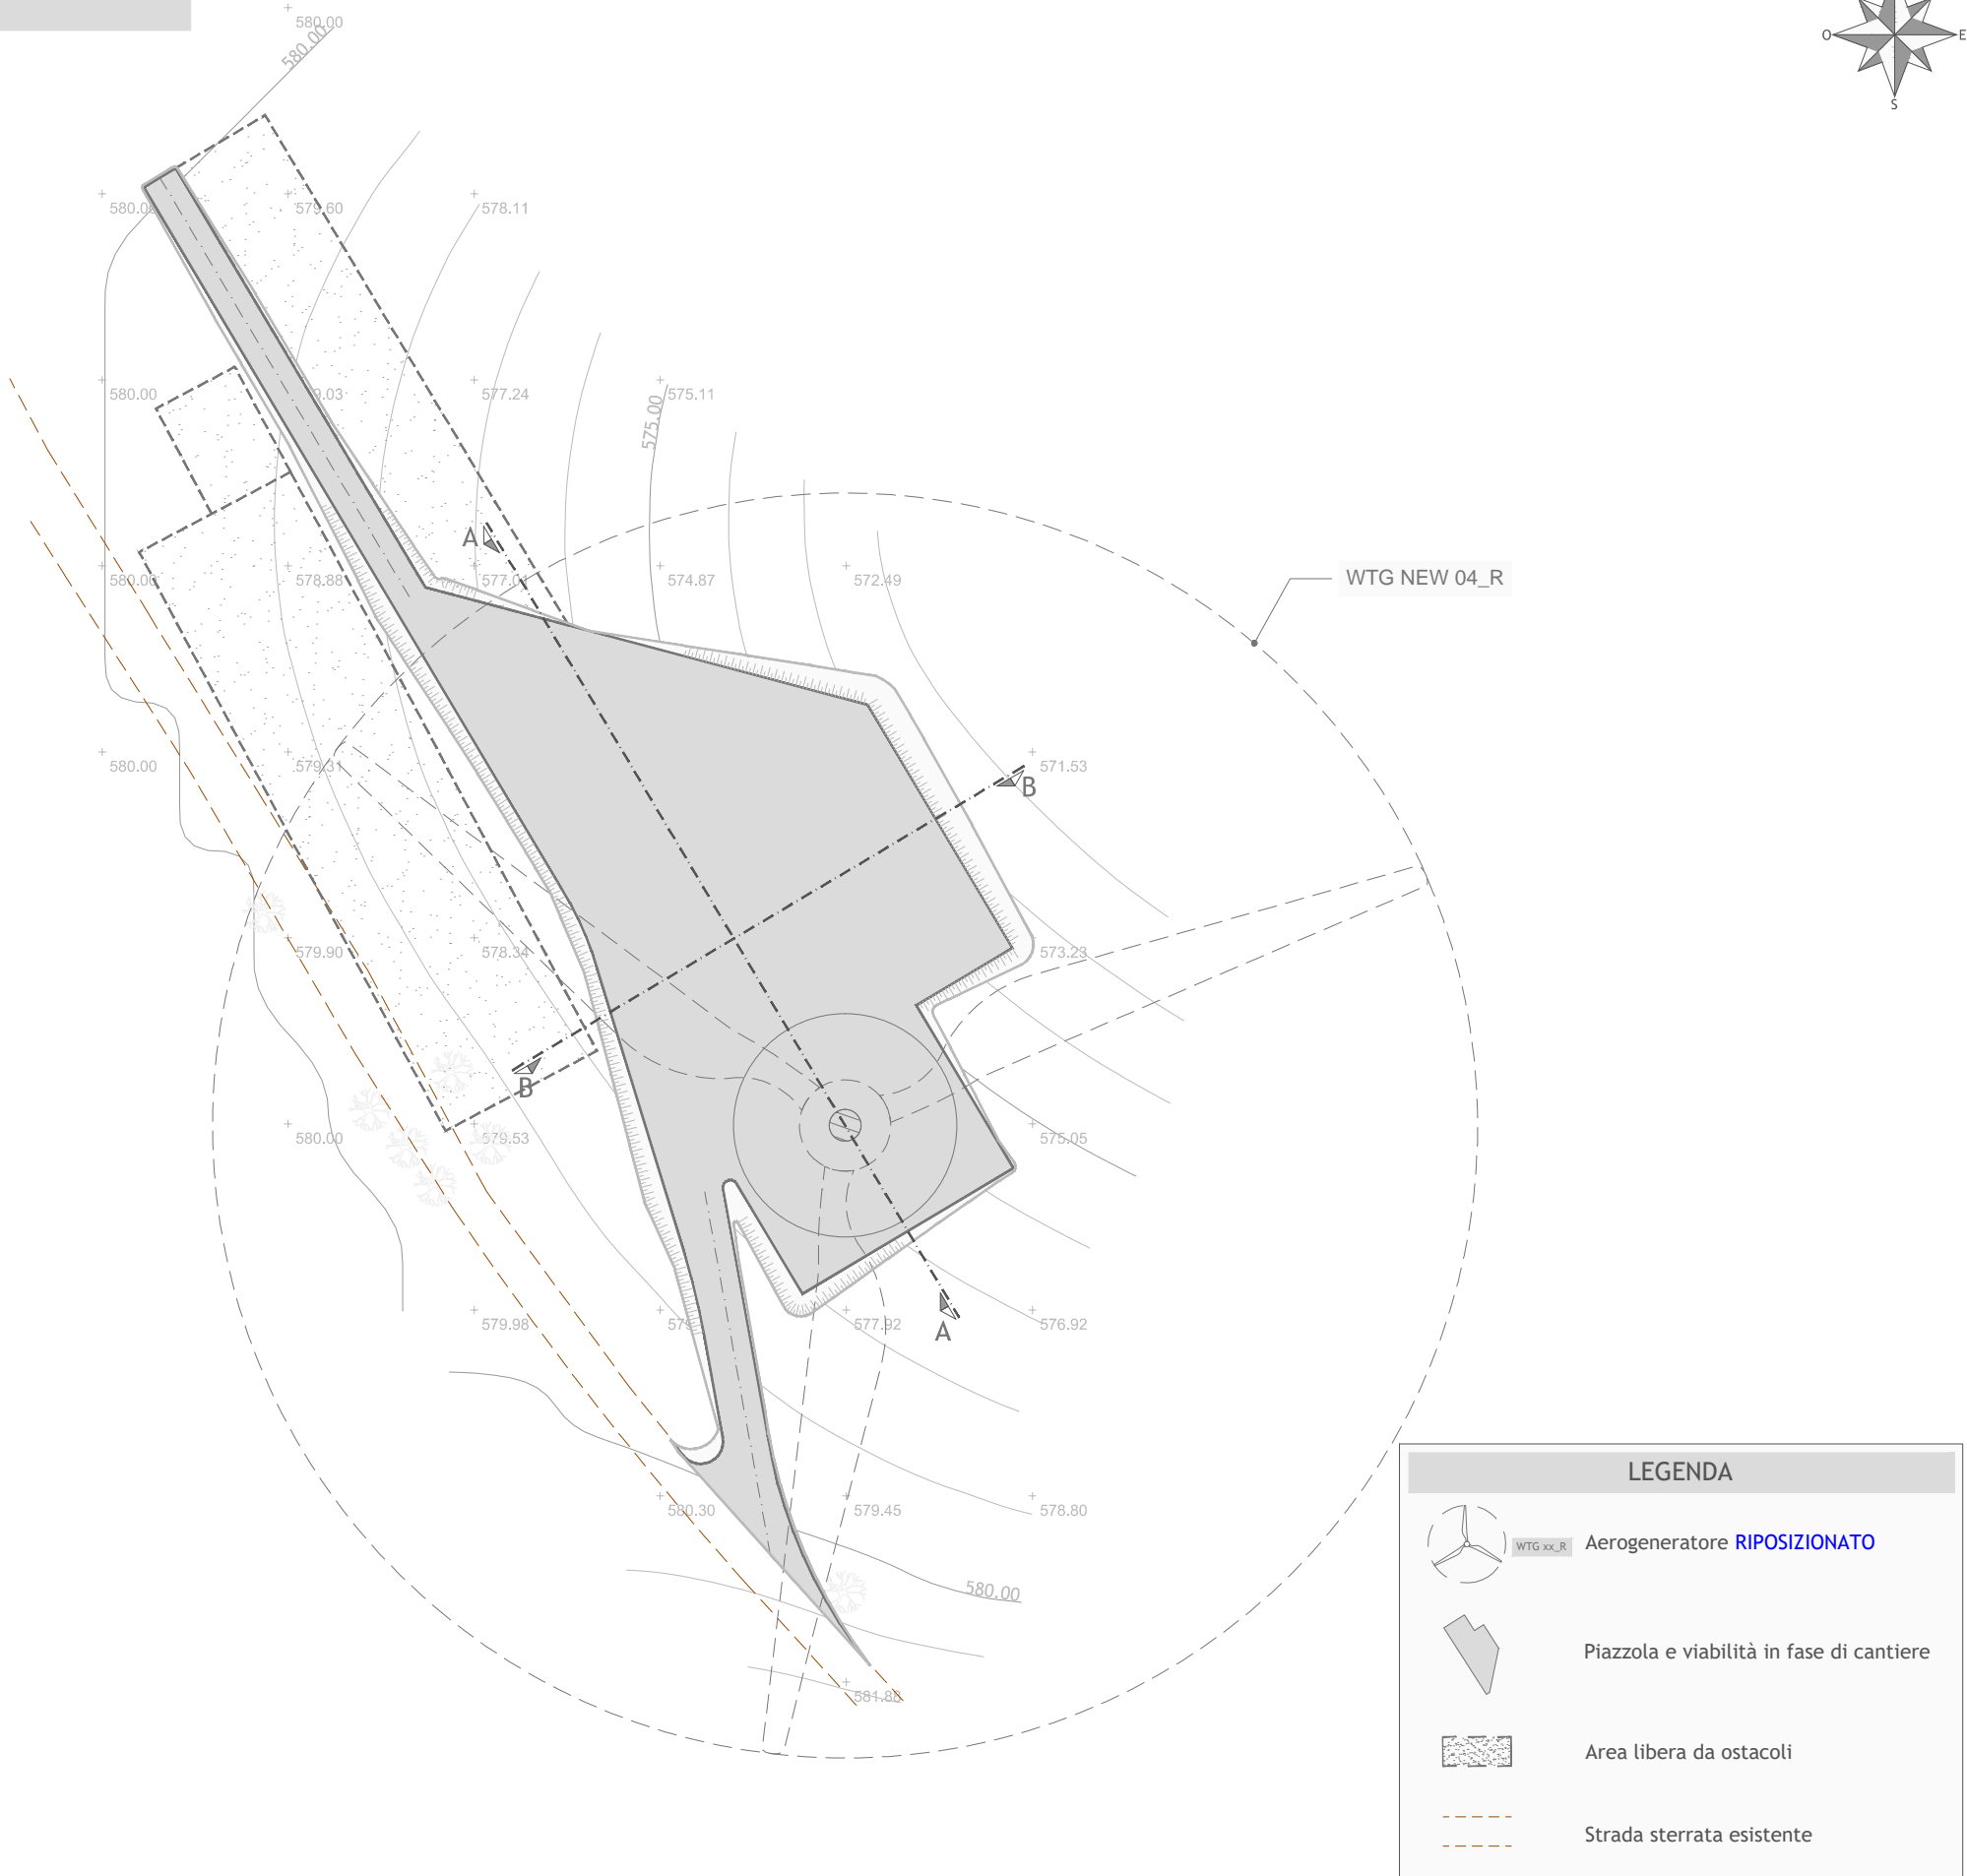 580.00
580.00
O
E
S
579.60
578.11
577.24
575.11
580.00
575.00
A
580.00
578.88
577.01
574.87
572.49
WTG NEW 04_R
580.00
579.31
571.53
B
579.90
578.34
573.23
B
580.00
579.53
575.05
579.98
577.92
576.92
A
580.30
579.45
578.80
580.00
581.88
LEGENDA
WTG xx_R
Aerogeneratore RIPOSIZIONATO
Piazzola e viabilità in fase di cantiere
Area libera da ostacoli
Strada sterrata esistente